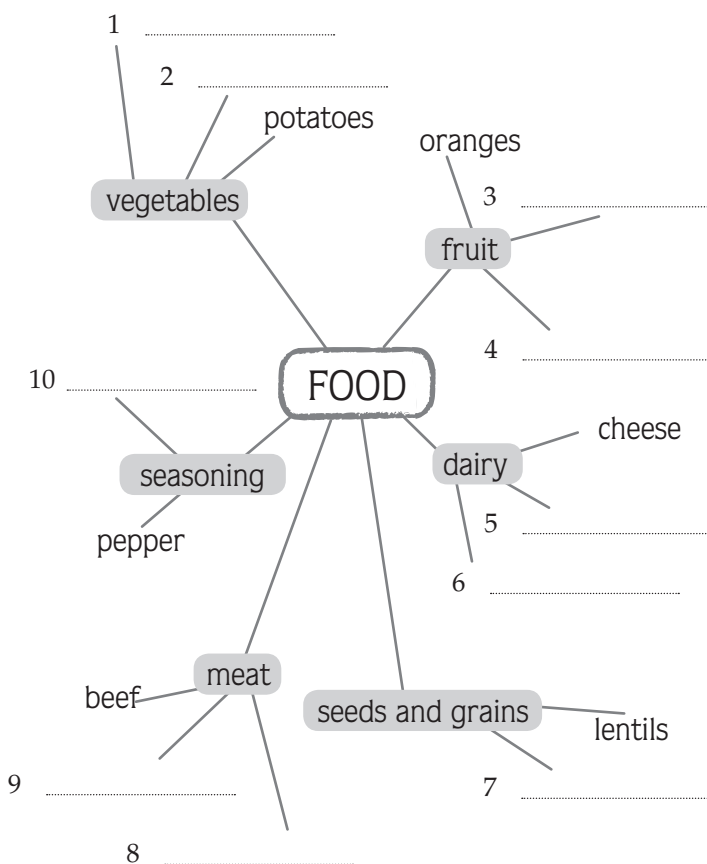 1
2
potatoes
oranges
vegetables
3
fruit
4
10
FOOD
cheese
dairy
seasoning
5
pepper
6
meat
beef
seeds and grains
lentils
9
7
8